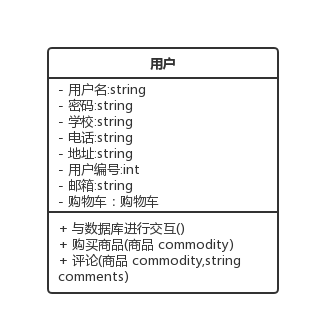 用户
- 用户名:string
- 密码:string
- 学校:string
- 电话:string
- 地址:string
- 用户编号:int
- 邮箱:string
- 购物车：购物车
+ 与数据库进行交互()
+ 购买商品(商品 commodity)
+ 评论(商品 commodity,string
comments)